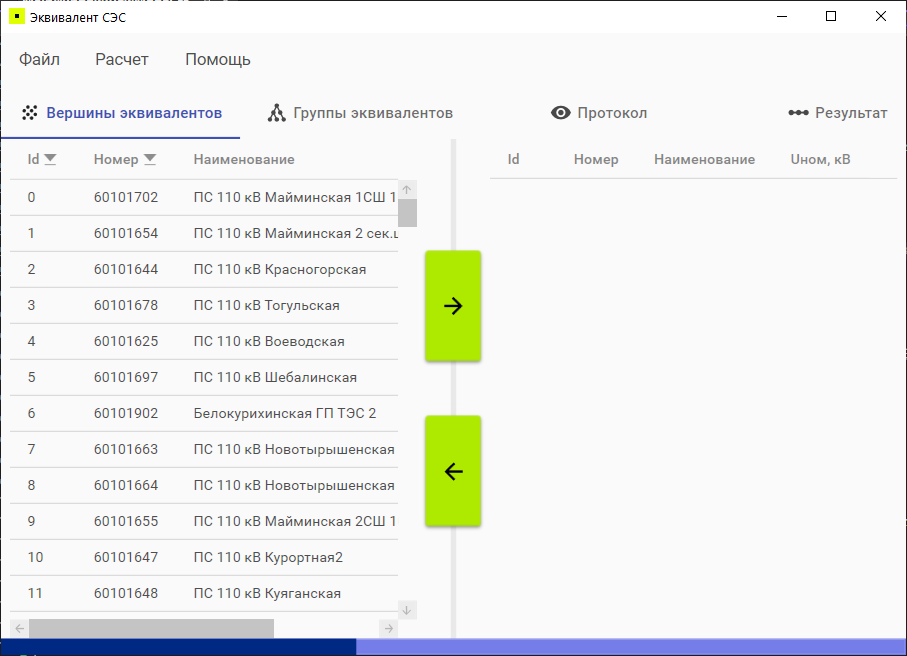 Эквивалент СЭС
Файл Расчет Помощь
Вершины эквивалентов Группы эквивалентов Протокол Результат
Id Номер Наименование Id Номер Наименование Uном, кВ
0 60101702 ПС 110 кВ Майминская 1СШ 1
1 60101654 ПС 110 кВ Майминская 2 сек.
2 60101644 ПС 110 кВ Красногорская
3 60101678 ПС 110 кВ Тогульская
4 60101625 ПС 110 кВ Воеводская
5 60101697 ПС 110 кВ Шебалинская
6 60101902 Белокурихинская ГП ТЭС 2
7 60101663 ПС 110 кВ Новотырышенская
8 60101664 ПС 110 кВ Новотырышенская
9 60101655 ПС 110 кВ Майминская 2СШ 1
10 60101647 ПС 110 кВ Курортная2
11 60101648 ПС 110 кВ Куяганская